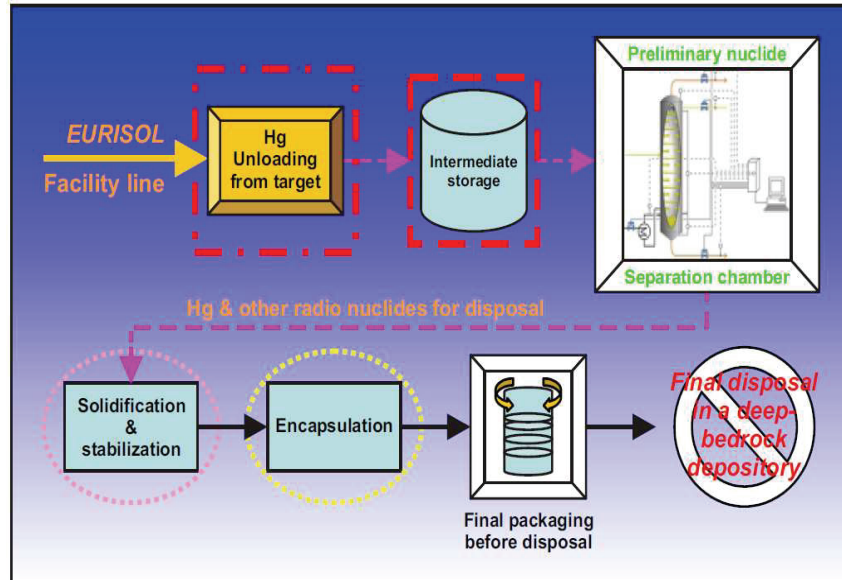 EURISOL
Facility line
Hg
Unloading
from target
Intermediate
storage
Preliminary nuclide
M
Separation chamber
Hg & other radio nuclides for disposal
Solidification
&
stabilization
Encapsulation
Final packaging
before disposal
Final disposal
in a deep-
bedrock
depository